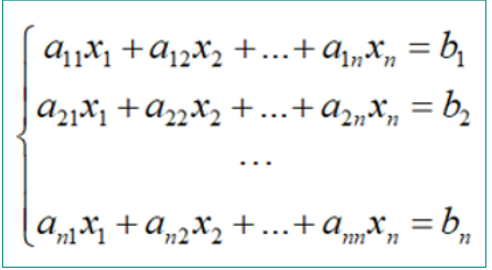 a₁₁x₁ + a₁₂x₂ + ... + a₁ₙxₙ = b₁
a₂₁x₁ + a₂₂x₂ + ... + a₂ₙxₙ = b₂
...
aₙ₁x₁ + aₙ₂x₂ + ... + aₙₙxₙ = bₙ